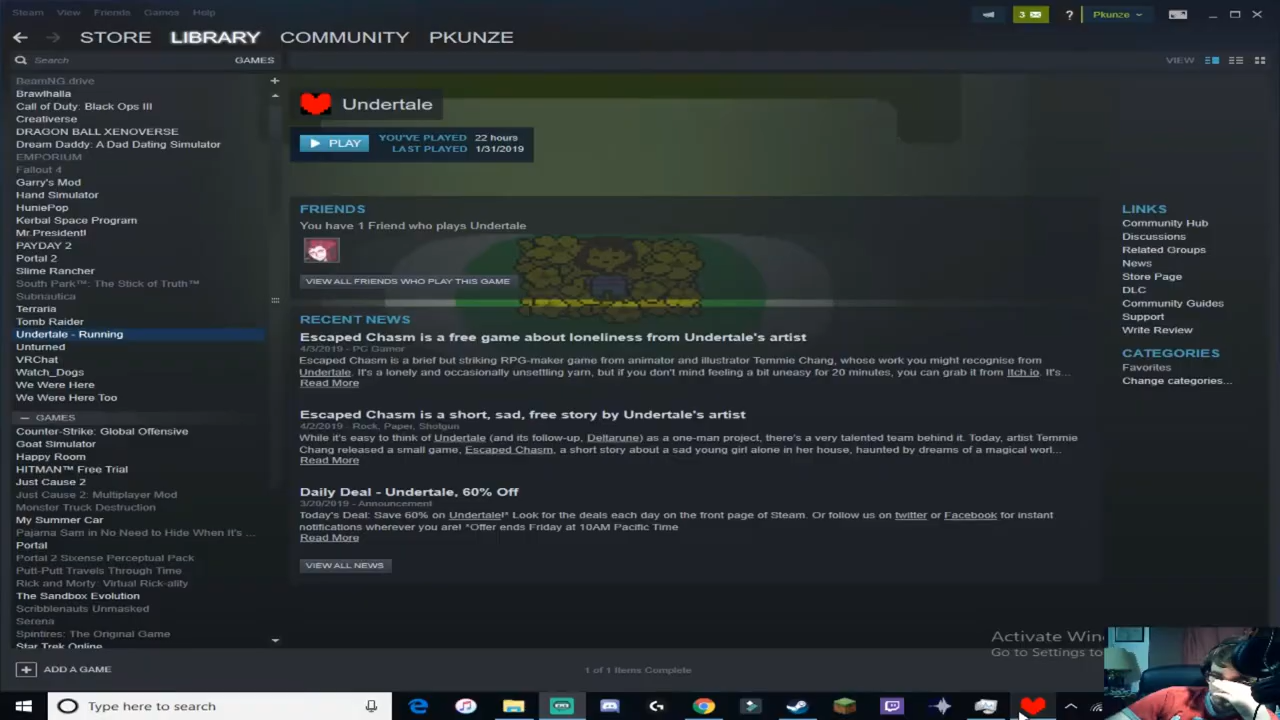 Steam View Friends Games Help
3 ? Pkunze
STORE LIBRARY COMMUNITY PKUNZE
Search GAMES VIEW
BeamNG.drive
Brawlhalla
Call of Duty: Black Ops III
Creativerse
DRAGON BALL XENOVERSE
Dream Daddy: A Dad Dating Simulator
EMPORIUM
Fallout 4
Garry's Mod
Hand Simulator
HuniePop
Kerbal Space Program
Mr.President!
PAYDAY 2
Portal 2
Slime Rancher
South Park™: The Stick of Truth™
Subnautica
Terraria
Tomb Raider
Undertale - Running
Unturned
VRChat
Watch_Dogs
We Were Here
We Were Here Too
GAMES
Counter-Strike: Global Offensive
Goat Simulator
Happy Room
HITMAN™ Free Trial
Just Cause 2
Just Cause 2: Multiplayer Mod
Monster Truck Destruction
My Summer Car
Pajama Sam in No Need to Hide When It's ...
Portal
Portal 2 Sixense Perceptual Pack
Putt-Putt Travels Through Time
Rick and Morty: Virtual Rick-ality
The Sandbox Evolution
Scribblenauts Unmasked
Serena
Spintires: The Original Game
Star Trek Online
ADD A GAME
Undertale
PLAY
YOU'VE PLAYED 22 hours
LAST PLAYED 1/31/2019
FRIENDS
You have 1 Friend who plays Undertale
VIEW ALL FRIENDS WHO PLAY THIS GAME
RECENT NEWS
Escaped Chasm is a free game about loneliness from Undertale's artist
4/3/2019 - PC Gamer
Escaped Chasm is a brief but striking RPG-maker game from animator and illustrator Temmie Chang, whose work you might recognise from
Undertale. It's a lonely and occasionally unsettling yarn, but if you don't mind feeling a bit uneasy for 20 minutes, you can grab it from Itch.io. It's...
Read More
Escaped Chasm is a short, sad, free story by Undertale's artist
4/2/2019 - Rock, Paper, Shotgun
While it's easy to think of Undertale (and its follow-up, Deltarune) as a one-man project, there's a very talented team behind it. Today, artist Temmie
Chang released a small game, Escaped Chasm, a short story about a sad young girl alone in her house, haunted by dreams of a magical worl...
Read More
Daily Deal - Undertale, 60% Off
3/20/2019 - Announcement
Today's Deal: Save 60% on Undertale!* Look for the deals each day on the front page of Steam. Or follow us on twitter or Facebook for instant
notifications wherever you are! *Offer ends Friday at 10AM Pacific Time
Read More
VIEW ALL NEWS
LINKS
Community Hub
Discussions
Related Groups
News
Store Page
DLC
Community Guides
Support
Write Review
CATEGORIES
Favorites
Change categories...
Activate Win
Go to Settings to
1 of 1 Items Complete
Type here to search